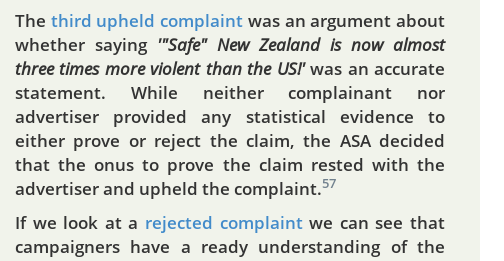 The third upheld complaint was an argument about
whether saying '"Safe" New Zealand is now almost
three times more violent than the US!' was an accurate
statement. While neither complainant nor
advertiser provided any statistical evidence to
either prove or reject the claim, the ASA decided
that the onus to prove the claim rested with the
advertiser and upheld the complaint.57
If we look at a rejected complaint we can see that
campaigners have a ready understanding of the